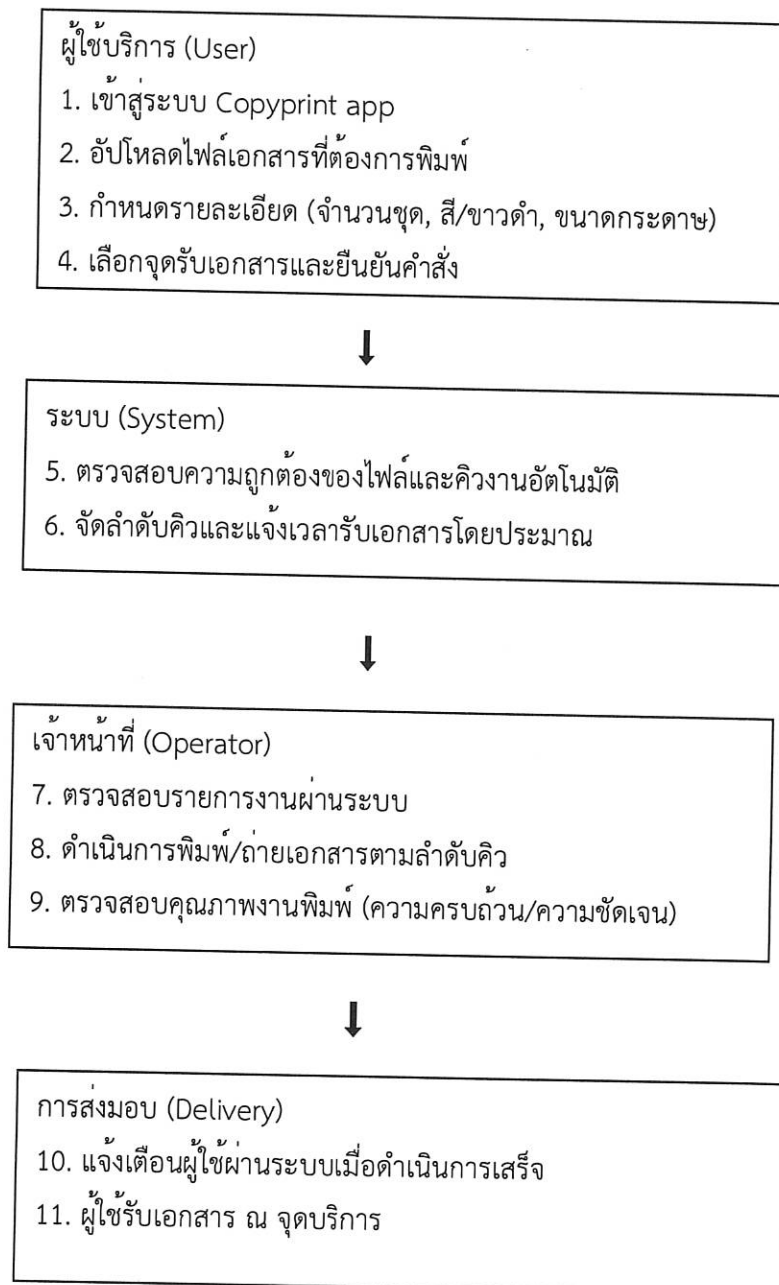 ผู้ใช้บริการ (User)
1. เข้าสู่ระบบ Copyprint app
2. อัปโหลดไฟล์เอกสารที่ต้องการพิมพ์
3. กำหนดรายละเอียด (จำนวนชุด, สี/ขาวดำ, ขนาดกระดาษ)
4. เลือกจุดรับเอกสารและยืนยันคำสั่ง
ระบบ (System)
5. ตรวจสอบความถูกต้องของไฟล์และคิวงานอัตโนมัติ
6. จัดลำดับคิวและแจ้งเวลารับเอกสารโดยประมาณ
เจ้าหน้าที่ (Operator)
7. ตรวจสอบรายการงานผ่านระบบ
8. ดำเนินการพิมพ์/ถ่ายเอกสารตามลำดับคิว
9. ตรวจสอบคุณภาพงานพิมพ์ (ความครบถ้วน/ความชัดเจน)
การส่งมอบ (Delivery)
10. แจ้งเตือนผู้ใช้ผ่านระบบเมื่อดำเนินการเสร็จ
11. ผู้ใช้รับเอกสาร ณ จุดบริการ